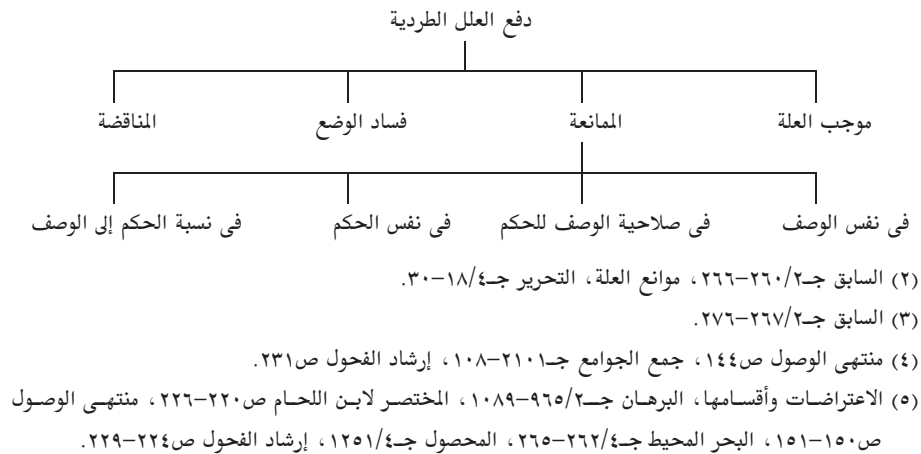 دفع العلل الطردية
موجب العلة الممانعة فساد الوضع المناقضة
فى نفس الوصف فى صلاحية الوصف للحكم فى نفس الحكم فى نسبة الحكم إلى الوصف
(٢) السابق جـ٢/٢٦٠–٢٦٦، موانع العلة، التحرير جـ٤/١٨–٣٠.
(٣) السابق جـ٢/٢٦٧–٢٧٦.
(٤) منتهى الوصول ص١٤٤، جمع الجوامع جـ٢١٠١–١٠٨، إرشاد الفحول ص٢٣١.
(٥) الاعتراضات وأقسامها، البرهان جـ٢/٩٦٥–١٠٨٩، المختصر لابن اللحام ص٢٢٠–٢٢٦، منتهى الوصول
ص١٥٠–١٥١، البحر المحيط جـ٤/٢٦٢–٢٦٥، المحصول جـ٤/١٢٥١، إرشاد الفحول ص٢٢٤–٢٢٩.